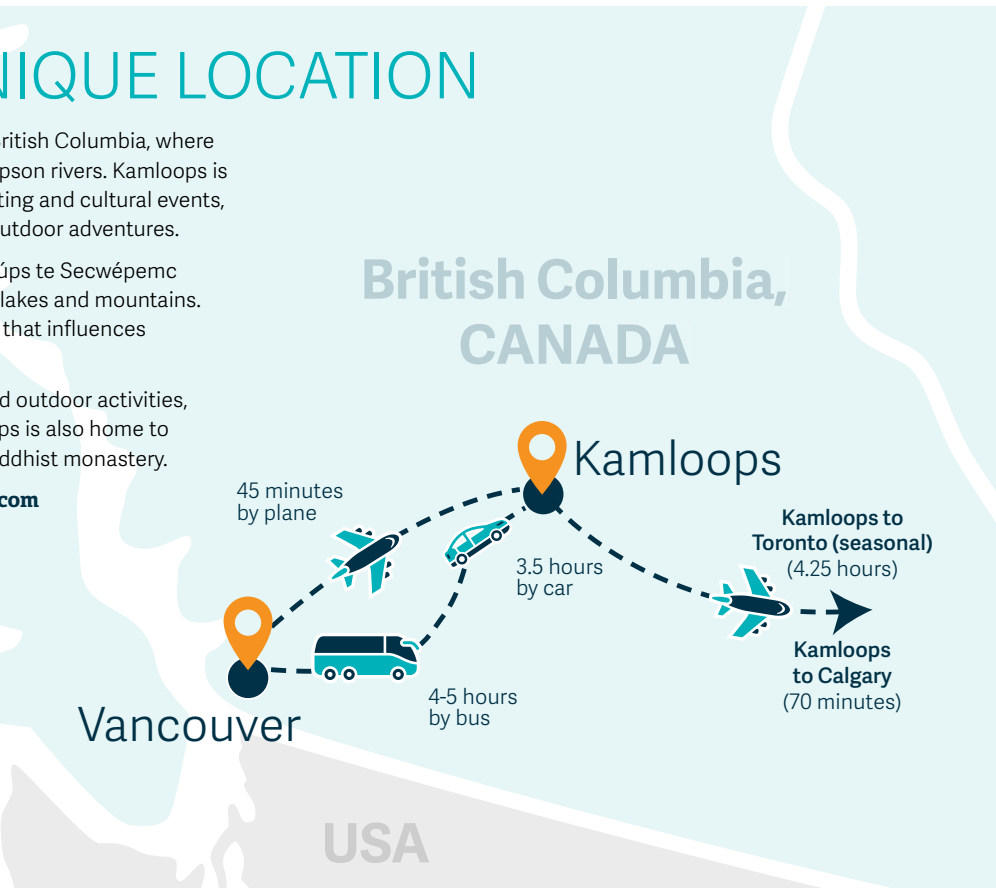 NIQUE LOCATION
ritish Columbia, where
pson rivers. Kamloops is
ting and cultural events,
utdoor adventures.
úps te Secwépemc
lakes and mountains.
that influences
d outdoor activities,
ps is also home to
ddhist monastery.
com
British Columbia,
CANADA
Kamloops
45 minutes
by plane
3.5 hours
by car
Kamloops to
Toronto (seasonal)
(4.25 hours)
Kamloops
to Calgary
(70 minutes)
4-5 hours
by bus
Vancouver
USA